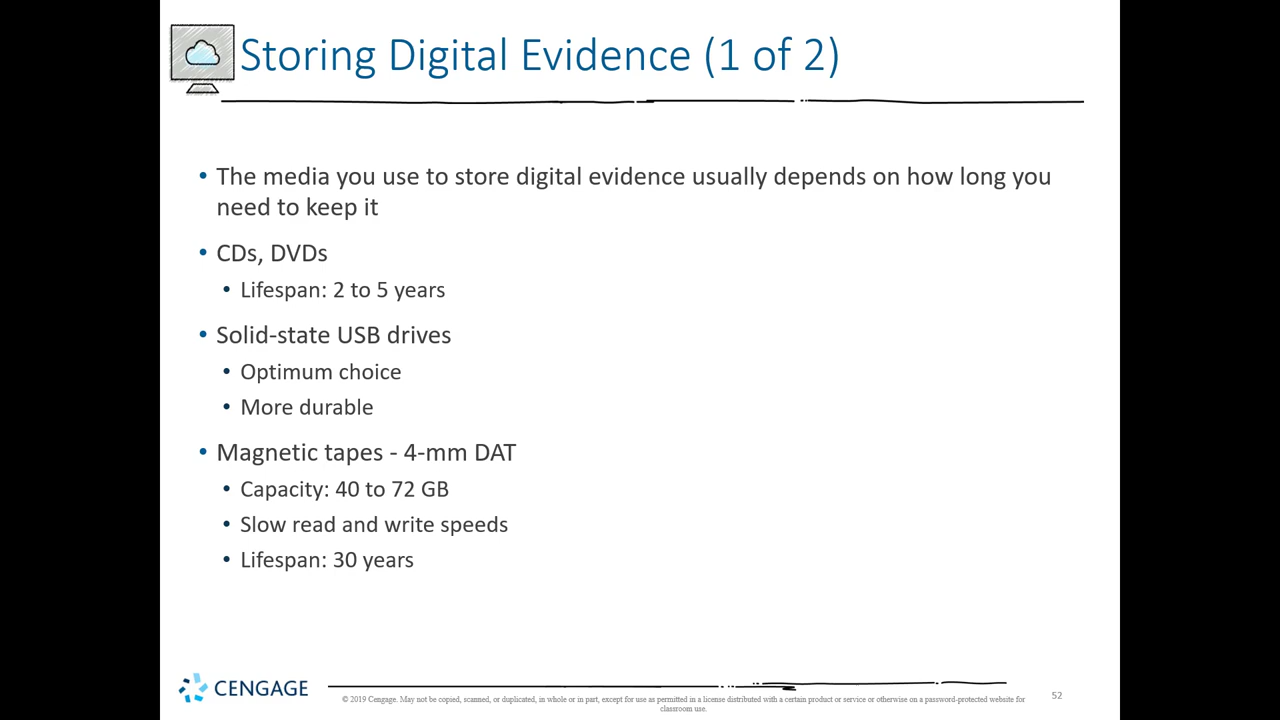 Storing Digital Evidence (1 of 2)
• The media you use to store digital evidence usually depends on how long you
need to keep it
• CDs, DVDs
• Lifespan: 2 to 5 years
• Solid-state USB drives
• Optimum choice
• More durable
• Magnetic tapes - 4-mm DAT
• Capacity: 40 to 72 GB
• Slow read and write speeds
• Lifespan: 30 years
CENGAGE
© 2019 Cengage. May not be copied, scanned, or duplicated, in whole or in part, except for use as permitted in a license distributed with a certain product or service or otherwise on a password-protected website for
classroom use.
52